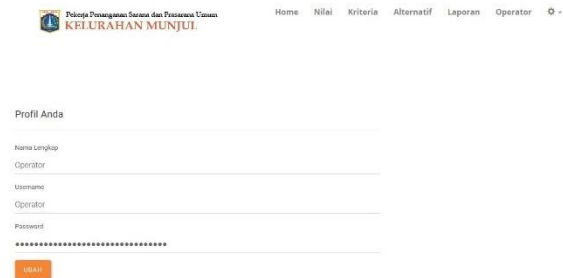 Pekerja Penanganan Sarana dan Prasarana Umum
KELURAHAN MUNJUL
Home Nilai Kriteria Alternatif Laporan Operator
Profil Anda
Nama Lengkap
Operator
Username
Operator
Password
••••••••••••••••••••••••••••••••
UBAH